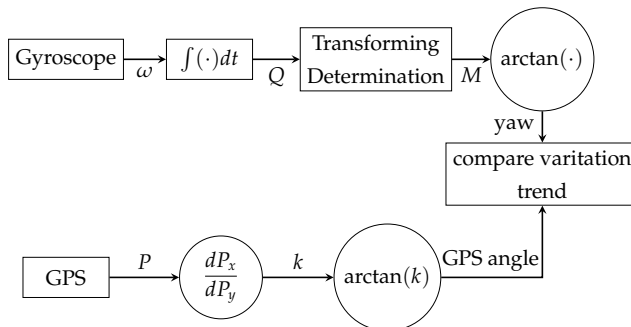 Gyroscope
ω
∫(·)dt
Q
Transforming
Determination
M
arctan(·)
yaw
compare varitation
trend
GPS
P
dP_x
dP_y
k
arctan(k)
GPS angle